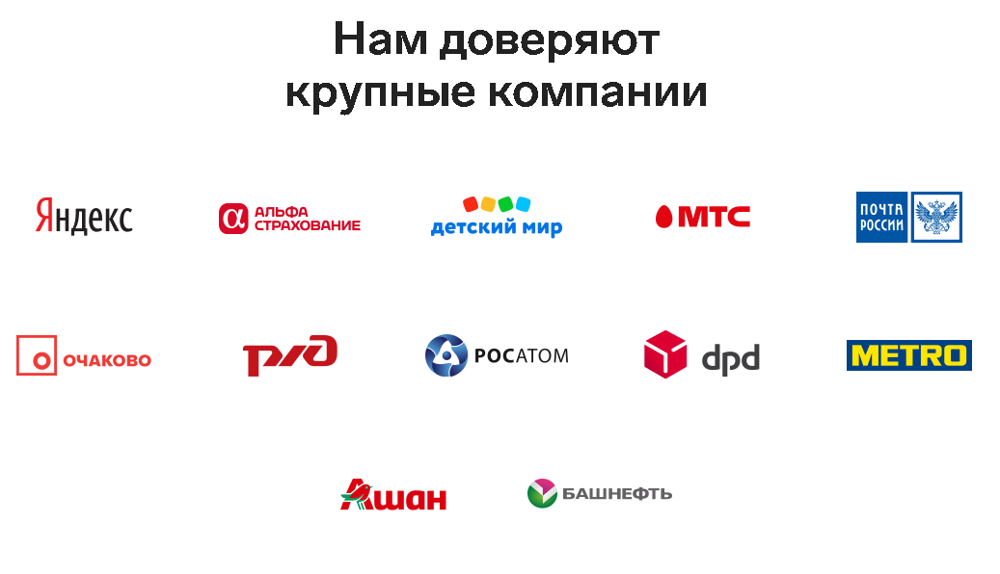 Нам доверяют
крупные компании
Яндекс
АЛЬФА
СТРАХОВАНИЕ
детский мир
МТС
ПОЧТА
РОССИИ
ОЧАКОВО
РЖД
РОСАТОМ
dpd
METRO
Ашан
БАШНЕФТЬ